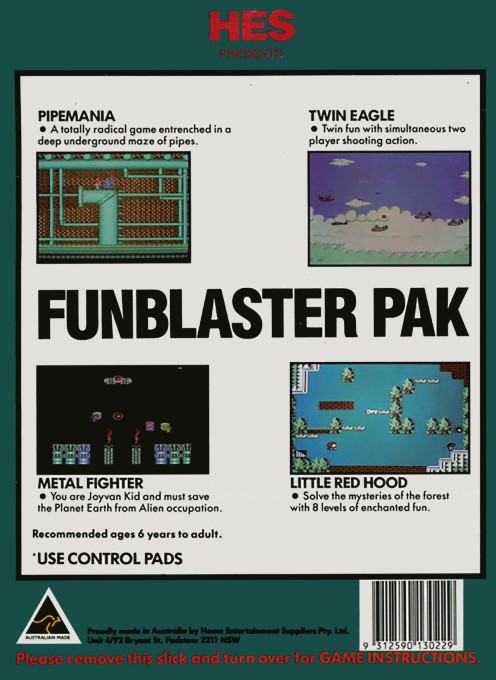 HES
PRESENTS
PIPEMANIA
● A totally radical game entrenched in a
deep underground maze of pipes.
TWIN EAGLE
● Twin fun with simultaneous two
player shooting action.
FUNBLASTER PAK
METAL FIGHTER
● You are Joyvan Kid and must save
the Planet Earth from Alien occupation.
LITTLE RED HOOD
● Solve the mysteries of the forest
with 8 levels of enchanted fun.
Recommended ages 6 years to adult.
*USE CONTROL PADS
AUSTRALIAN MADE
Proudly made in Australia by Home Entertainment Suppliers Pty. Ltd.
Unit 4/92 Bryant St, Padstow 2211 NSW
9 312590 130229
Please remove this slick and turn over for GAME INSTRUCTIONS.